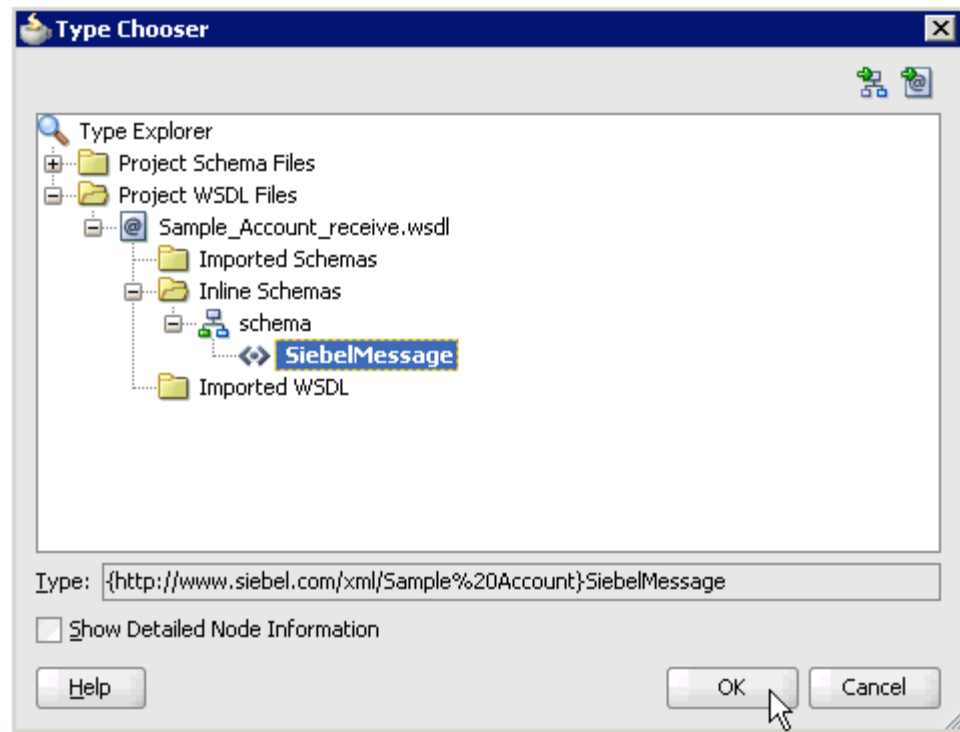 Type Chooser
Type Explorer
Project Schema Files
Project WSDL Files
Sample_Account_receive.wsdl
Imported Schemas
Inline Schemas
schema
SiebelMessage
Imported WSDL
Type: {http://www.siebel.com/xml/Sample%20Account}SiebelMessage
Show Detailed Node Information
Help OK Cancel